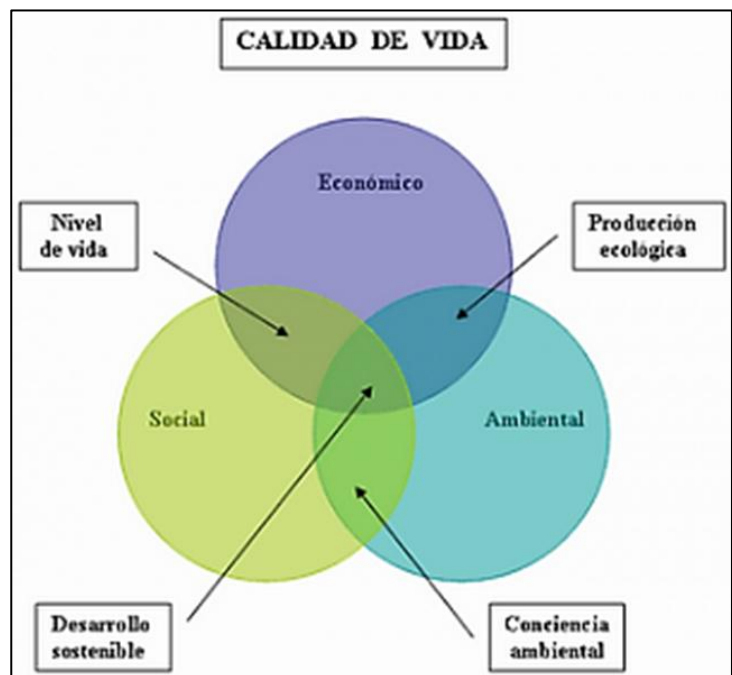 CALIDAD DE VIDA
Económico
Nivel
de vida
Producción
ecológica
Social
Ambiental
Desarrollo
sostenible
Conciencia
ambiental